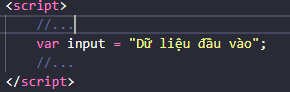 <script>
//...
var input = "Dữ liệu đầu vào";
//...
</script>